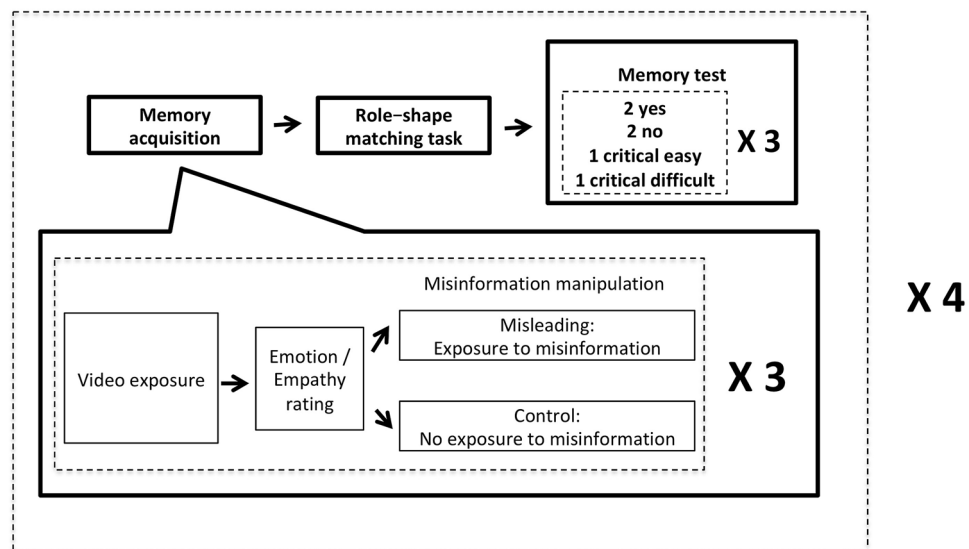 Memory
acquisition
Role–shape
matching task
Memory test
2 yes
2 no
1 critical easy
1 critical difficult
X 3
Misinformation manipulation
Video exposure
Emotion /
Empathy
rating
Misleading:
Exposure to misinformation
Control:
No exposure to misinformation
X 3
X 4